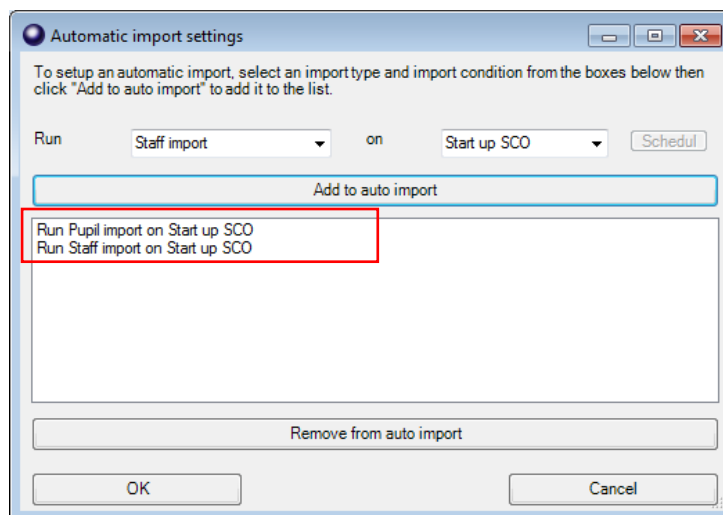 Automatic import settings
To setup an automatic import, select an import type and import condition from the boxes below then
click "Add to auto import" to add it to the list.
Run Staff import on Start up SCO Schedul
Add to auto import
Run Pupil import on Start up SCO
Run Staff import on Start up SCO
Remove from auto import
OK Cancel